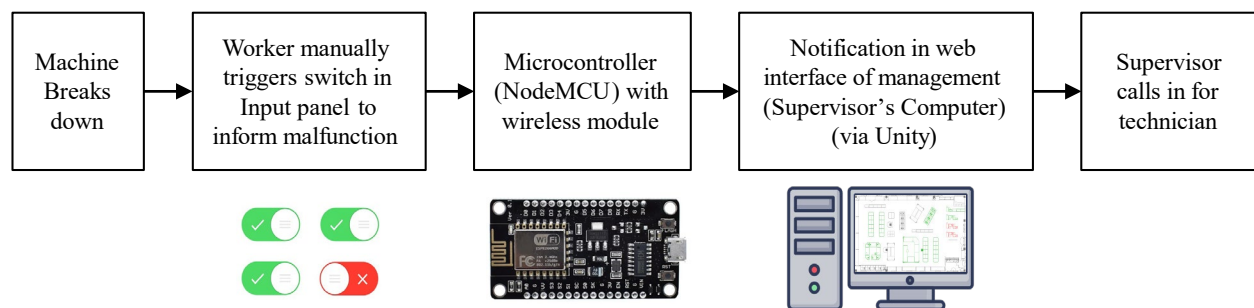 Machine
Breaks
down
Worker manually
triggers switch in
Input panel to
inform malfunction
Microcontroller
(NodeMCU) with
wireless module
Notification in web
interface of management
(Supervisor’s Computer)
(via Unity)
Supervisor
calls in for
technician
WiFi